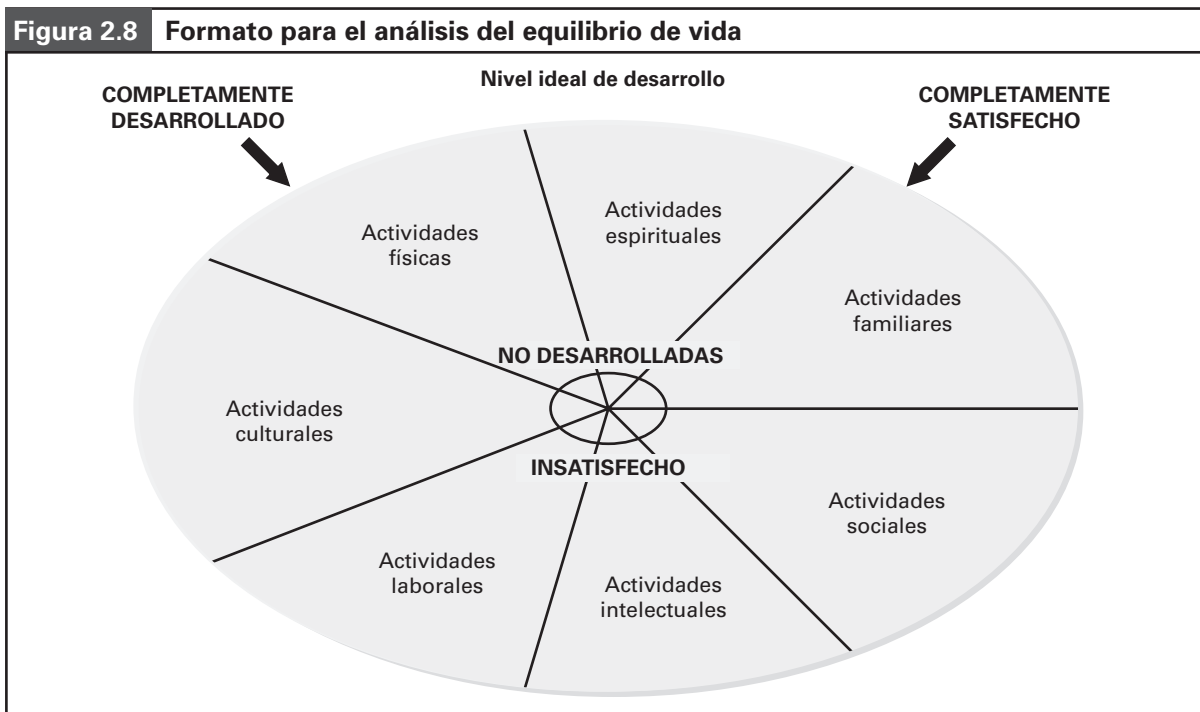 Figura 2.8 Formato para el análisis del equilibrio de vida
Nivel ideal de desarrollo
COMPLETAMENTE
DESARROLLADO
COMPLETAMENTE
SATISFECHO
Actividades
físicas
Actividades
espirituales
Actividades
familiares
NO DESARROLLADAS
Actividades
culturales
INSATISFECHO
Actividades
sociales
Actividades
laborales
Actividades
intelectuales